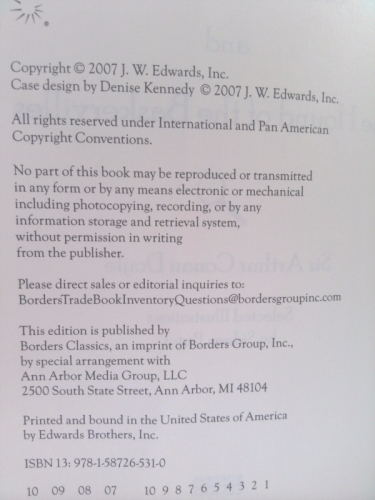 Copyright © 2007 J. W. Edwards, Inc.
Case design by Denise Kennedy © 2007 J. W. Edwards, Inc.
All rights reserved under International and Pan American
Copyright Conventions.
No part of this book may be reproduced or transmitted
in any form or by any means electronic or mechanical
including photocopying, recording, or by any
information storage and retrieval system,
without permission in writing
from the publisher.
Please direct sales or editorial inquiries to:
BordersTradeBookInventoryQuestions@bordersgroupinc.com
This edition is published by
Borders Classics, an imprint of Borders Group, Inc.,
by special arrangement with
Ann Arbor Media Group, LLC
2500 South State Street, Ann Arbor, MI 48104
Printed and bound in the United States of America
by Edwards Brothers, Inc.
ISBN 13: 978-1-58726-531-0
10 09 08 07 10 9 8 7 6 5 4 3 2 1